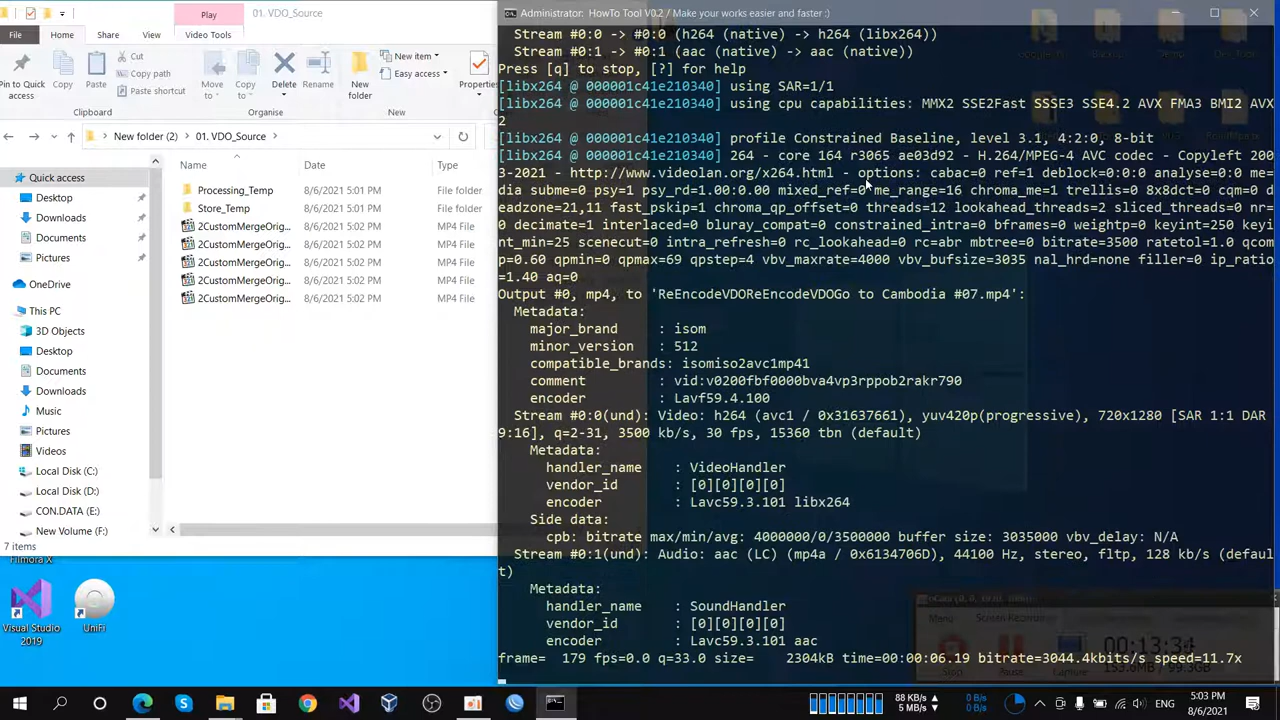 Play
01. VDO_Source
Administrator: HowTo Tool V0.2 / Make your works easier and faster :)
File
Home
Share
View
Video Tools
Pin to Quick access
Copy
Paste
Cut
Copy path
Paste shortcut
Move to
Copy to
Delete
Rename
New folder
New item
Easy access
Properties
Clipboard
Organise
New
New folder (2)
01. VDO_Source
Name
Date
Type
Quick access
Desktop
Downloads
Documents
Pictures
OneDrive
This PC
3D Objects
Desktop
Documents
Downloads
Music
Pictures
Videos
Local Disk (C:)
Local Disk (D:)
CON.DATA (E:)
New Volume (F:)
Processing_Temp 8/6/2021 5:01 PM File folder
Store_Temp 8/6/2021 5:01 PM File folder
2CustomMergeOrig... 8/6/2021 5:02 PM MP4 File
2CustomMergeOrig... 8/6/2021 5:02 PM MP4 File
2CustomMergeOrig... 8/6/2021 5:02 PM MP4 File
2CustomMergeOrig... 8/6/2021 5:02 PM MP4 File
2CustomMergeOrig... 8/6/2021 5:02 PM MP4 File
7 items
Filmora X
Visual Studio 2019
UniFi
Stream #0:0 -> #0:0 (h264 (native) -> h264 (libx264))
Stream #0:1 -> #0:1 (aac (native) -> aac (native))
Press [q] to stop, [?] for help
[libx264 @ 000001c41e210340] using SAR=1/1
[libx264 @ 000001c41e210340] using cpu capabilities: MMX2 SSE2Fast SSSE3 SSE4.2 AVX FMA3 BMI2 AVX
2
[libx264 @ 000001c41e210340] profile Constrained Baseline, level 3.1, 4:2:0, 8-bit
[libx264 @ 000001c41e210340] 264 - core 164 r3065 ae03d92 - H.264/MPEG-4 AVC codec - Copyleft 200
3-2021 - http://www.videolan.org/x264.html - options: cabac=0 ref=1 deblock=0:0:0 analyse=0:0 me=
dia subme=0 psy=1 psy_rd=1.00:0.00 mixed_ref=0 me_range=16 chroma_me=1 trellis=0 8x8dct=0 cqm=0 d
eadzone=21,11 fast_pskip=1 chroma_qp_offset=0 threads=12 lookahead_threads=2 sliced_threads=0 nr=
0 decimate=1 interlaced=0 bluray_compat=0 constrained_intra=0 bframes=0 weightp=0 keyint=250 keyi
nt_min=25 scenecut=0 intra_refresh=0 rc_lookahead=0 rc=abr mbtree=0 bitrate=3500 ratetol=1.0 qcom
p=0.60 qpmin=0 qpmax=69 qpstep=4 vbv_maxrate=4000 vbv_bufsize=3035 nal_hrd=none filler=0 ip_ratio
=1.40 aq=0
Output #0, mp4, to 'ReEncodeVDOReEncodeVDOGo to Cambodia #07.mp4':
Metadata:
major_brand : isom
minor_version : 512
compatible_brands: isomiso2avc1mp41
comment : vid:v0200fbf0000bva4vp3rppob2rakr790
encoder : Lavf59.4.100
Stream #0:0(und): Video: h264 (avc1 / 0x31637661), yuv420p(progressive), 720x1280 [SAR 1:1 DAR
9:16], q=2-31, 3500 kb/s, 30 fps, 15360 tbn (default)
Metadata:
handler_name : VideoHandler
vendor_id : [0][0][0][0]
encoder : Lavc59.3.101 libx264
Side data:
cpb: bitrate max/min/avg: 4000000/0/3500000 buffer size: 3035000 vbv_delay: N/A
Stream #0:1(und): Audio: aac (LC) (mp4a / 0x6134706D), 44100 Hz, stereo, fltp, 128 kb/s (defaul
t)
Metadata:
handler_name : SoundHandler
vendor_id : [0][0][0][0]
encoder : Lavc59.3.101 aac
frame= 179 fps=0.0 q=33.0 size= 2304kB time=00:00:06.19 bitrate=3044.4kbits/s speed=11.7x
Menu
00:13:34
88 KB/s
5 MB/s
0 B/s
0 B/s
ENG
5:03 PM
8/6/2021